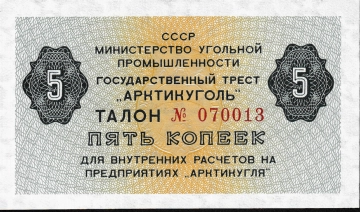 СССР
МИНИСТЕРСТВО УГОЛЬНОЙ
ПРОМЫШЛЕННОСТИ
ГОСУДАРСТВЕННЫЙ ТРЕСТ
„АРКТИКУГОЛЬ"
5 ТАЛОН № 070013 5
ПЯТЬ КОПЕЕК
ДЛЯ ВНУТРЕННИХ РАСЧЕТОВ НА
ПРЕДПРИЯТИЯХ „АРКТИКУГЛЯ"